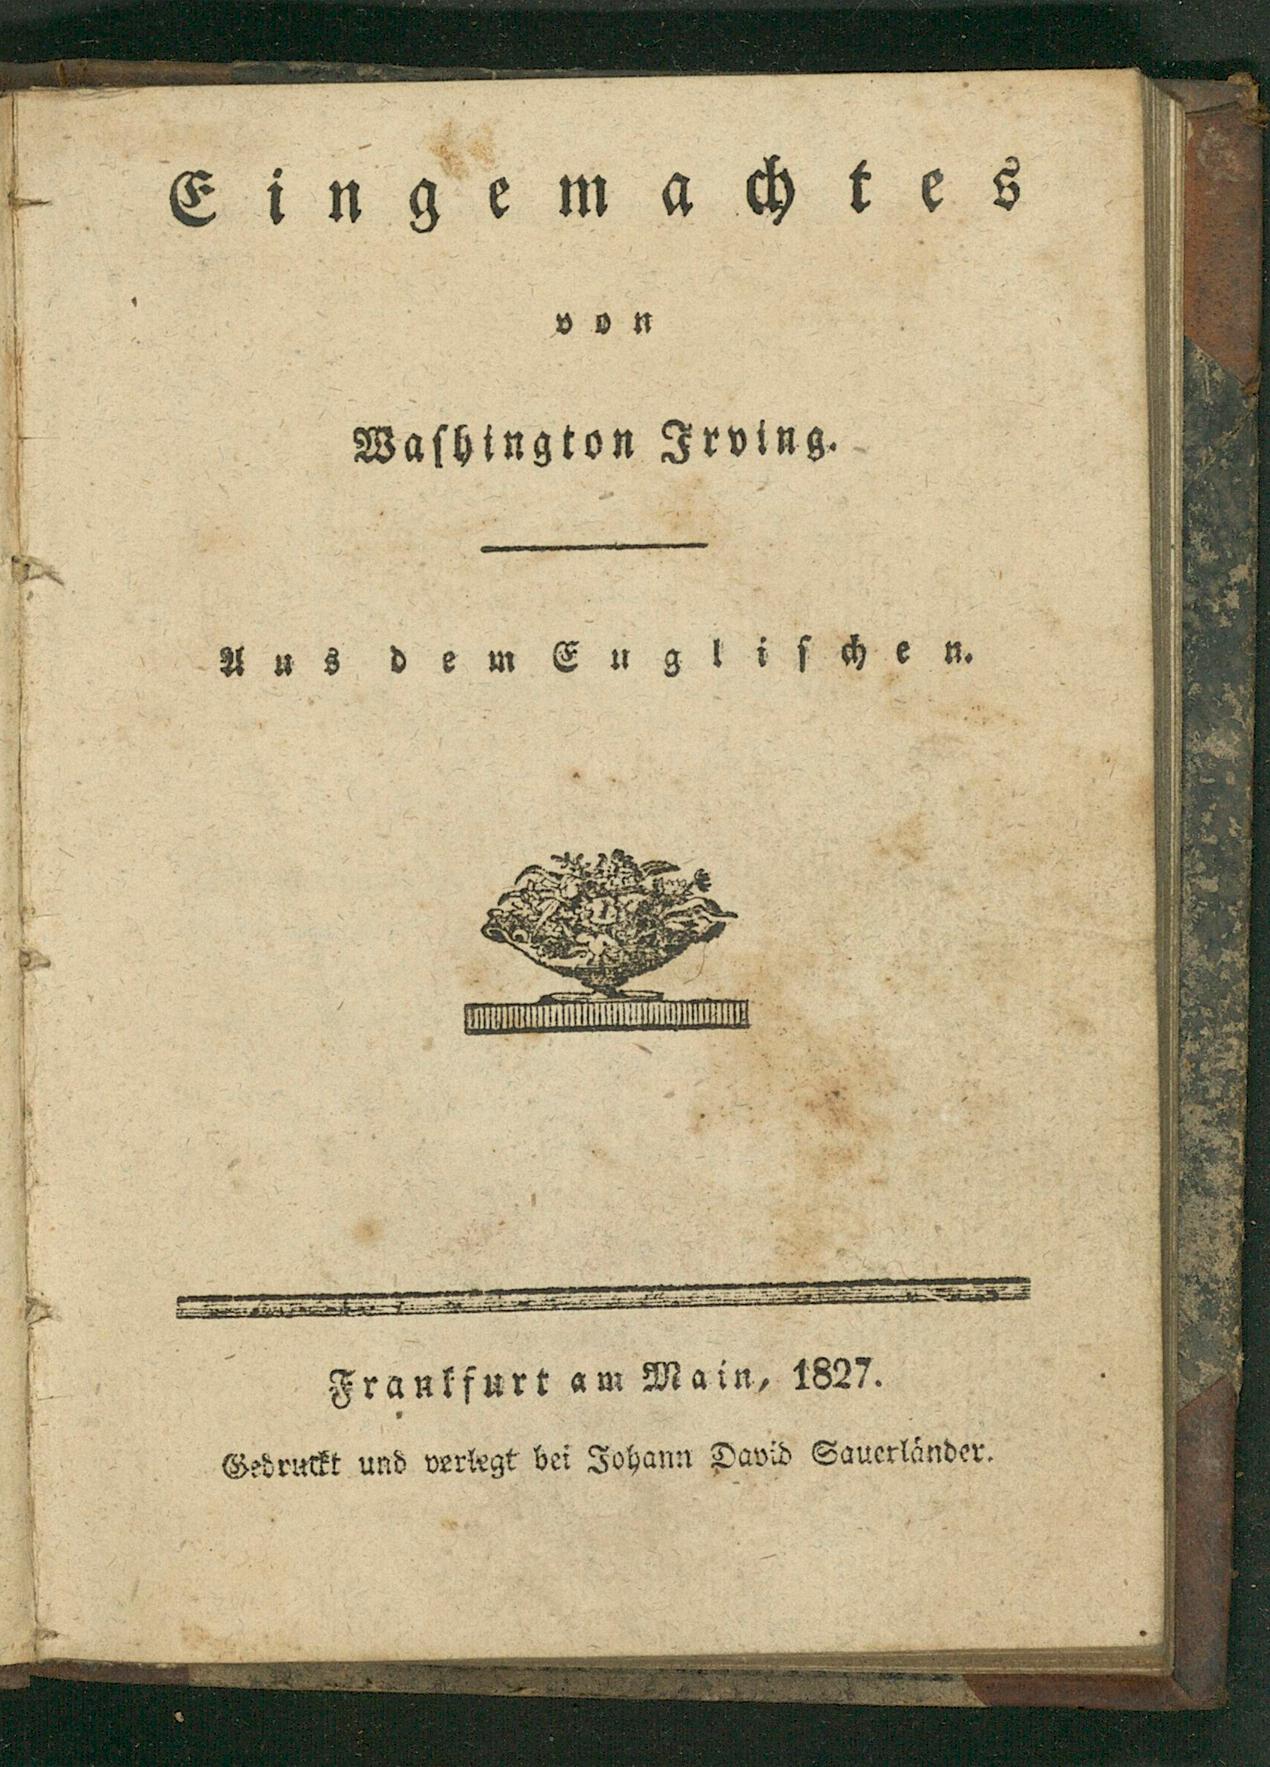 Eingemachtes
von
Waſhington Irving.
Aus dem Engliſchen.
Frankfurt am Main, 1827.
Gedruckt und verlegt bei Johann David Sauerländer.